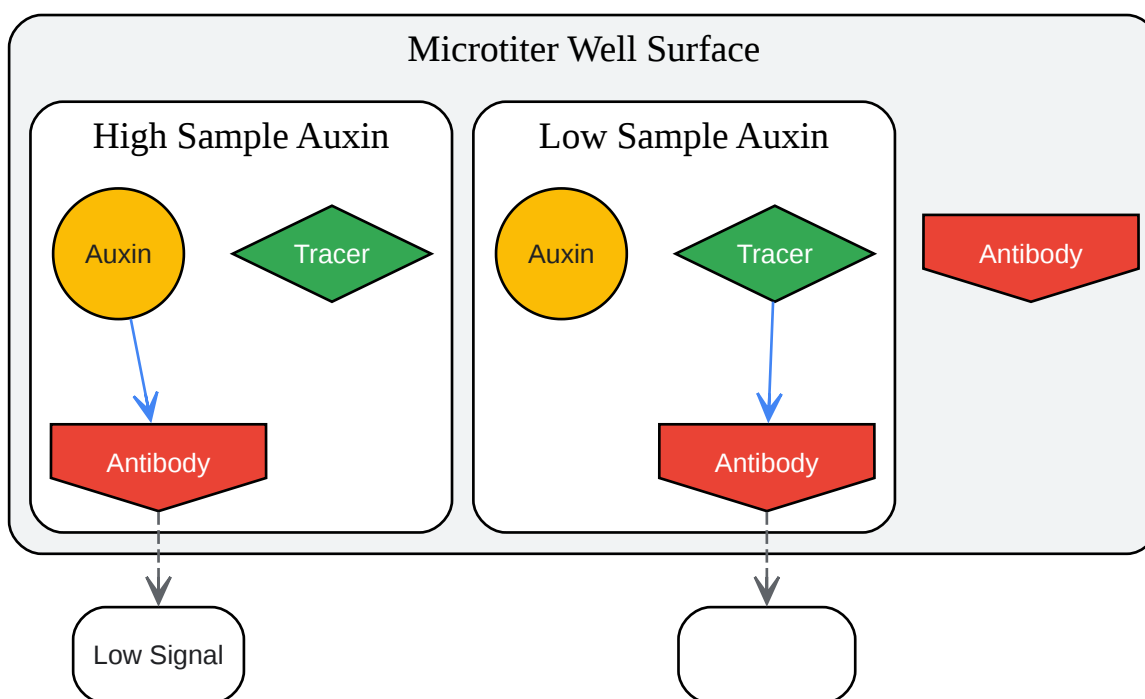 Microtiter Well Surface
High Sample Auxin
Low Sample Auxin
Auxin
Tracer
Auxin
Tracer
Antibody
Antibody
Antibody
Low Signal